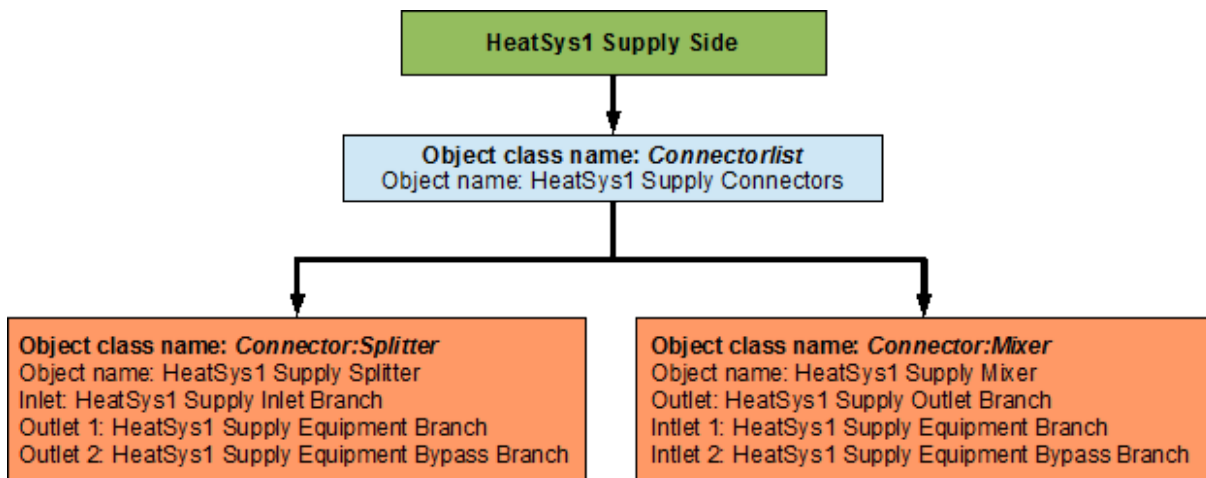 HeatSys1 Supply Side
Object class name: Connectorlist
Object name: HeatSys1 Supply Connectors
Object class name: Connector:Splitter
Object name: HeatSys1 Supply Splitter
Inlet: HeatSys1 Supply Inlet Branch
Outlet 1: HeatSys1 Supply Equipment Branch
Outlet 2: HeatSys1 Supply Equipment Bypass Branch
Object class name: Connector:Mixer
Object name: HeatSys1 Supply Mixer
Outlet: HeatSys1 Supply Outlet Branch
Intlet 1: HeatSys1 Supply Equipment Branch
Intlet 2: HeatSys1 Supply Equipment Bypass Branch